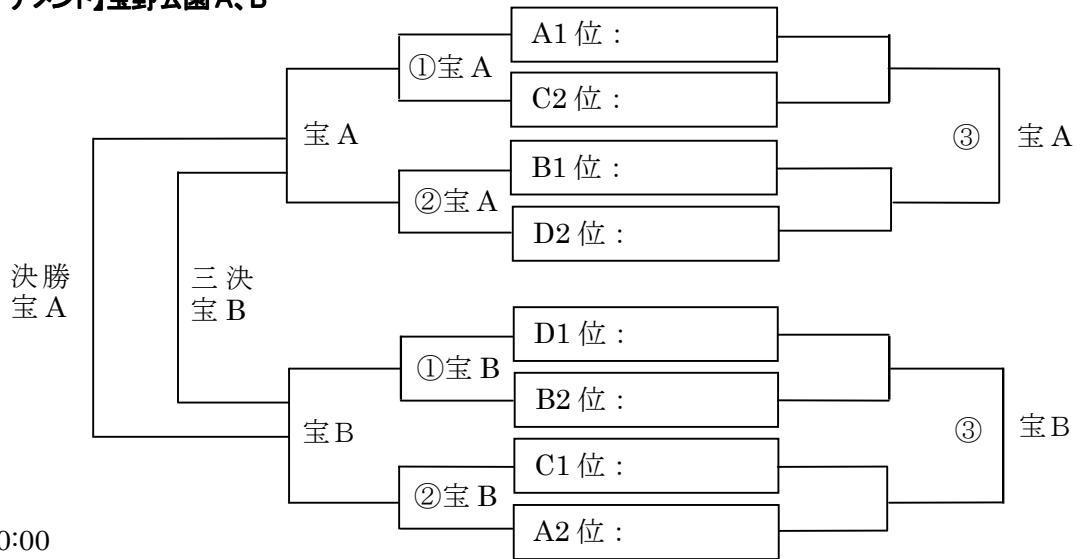 ナメント】宝野公園A、B
A1位：
①宝A
C2位：
宝A
③
宝A
B1位：
②宝A
D2位：
決勝
宝A
三決
宝B
D1位：
①宝B
B2位：
宝B
③
宝B
C1位：
②宝B
A2位：
0:00